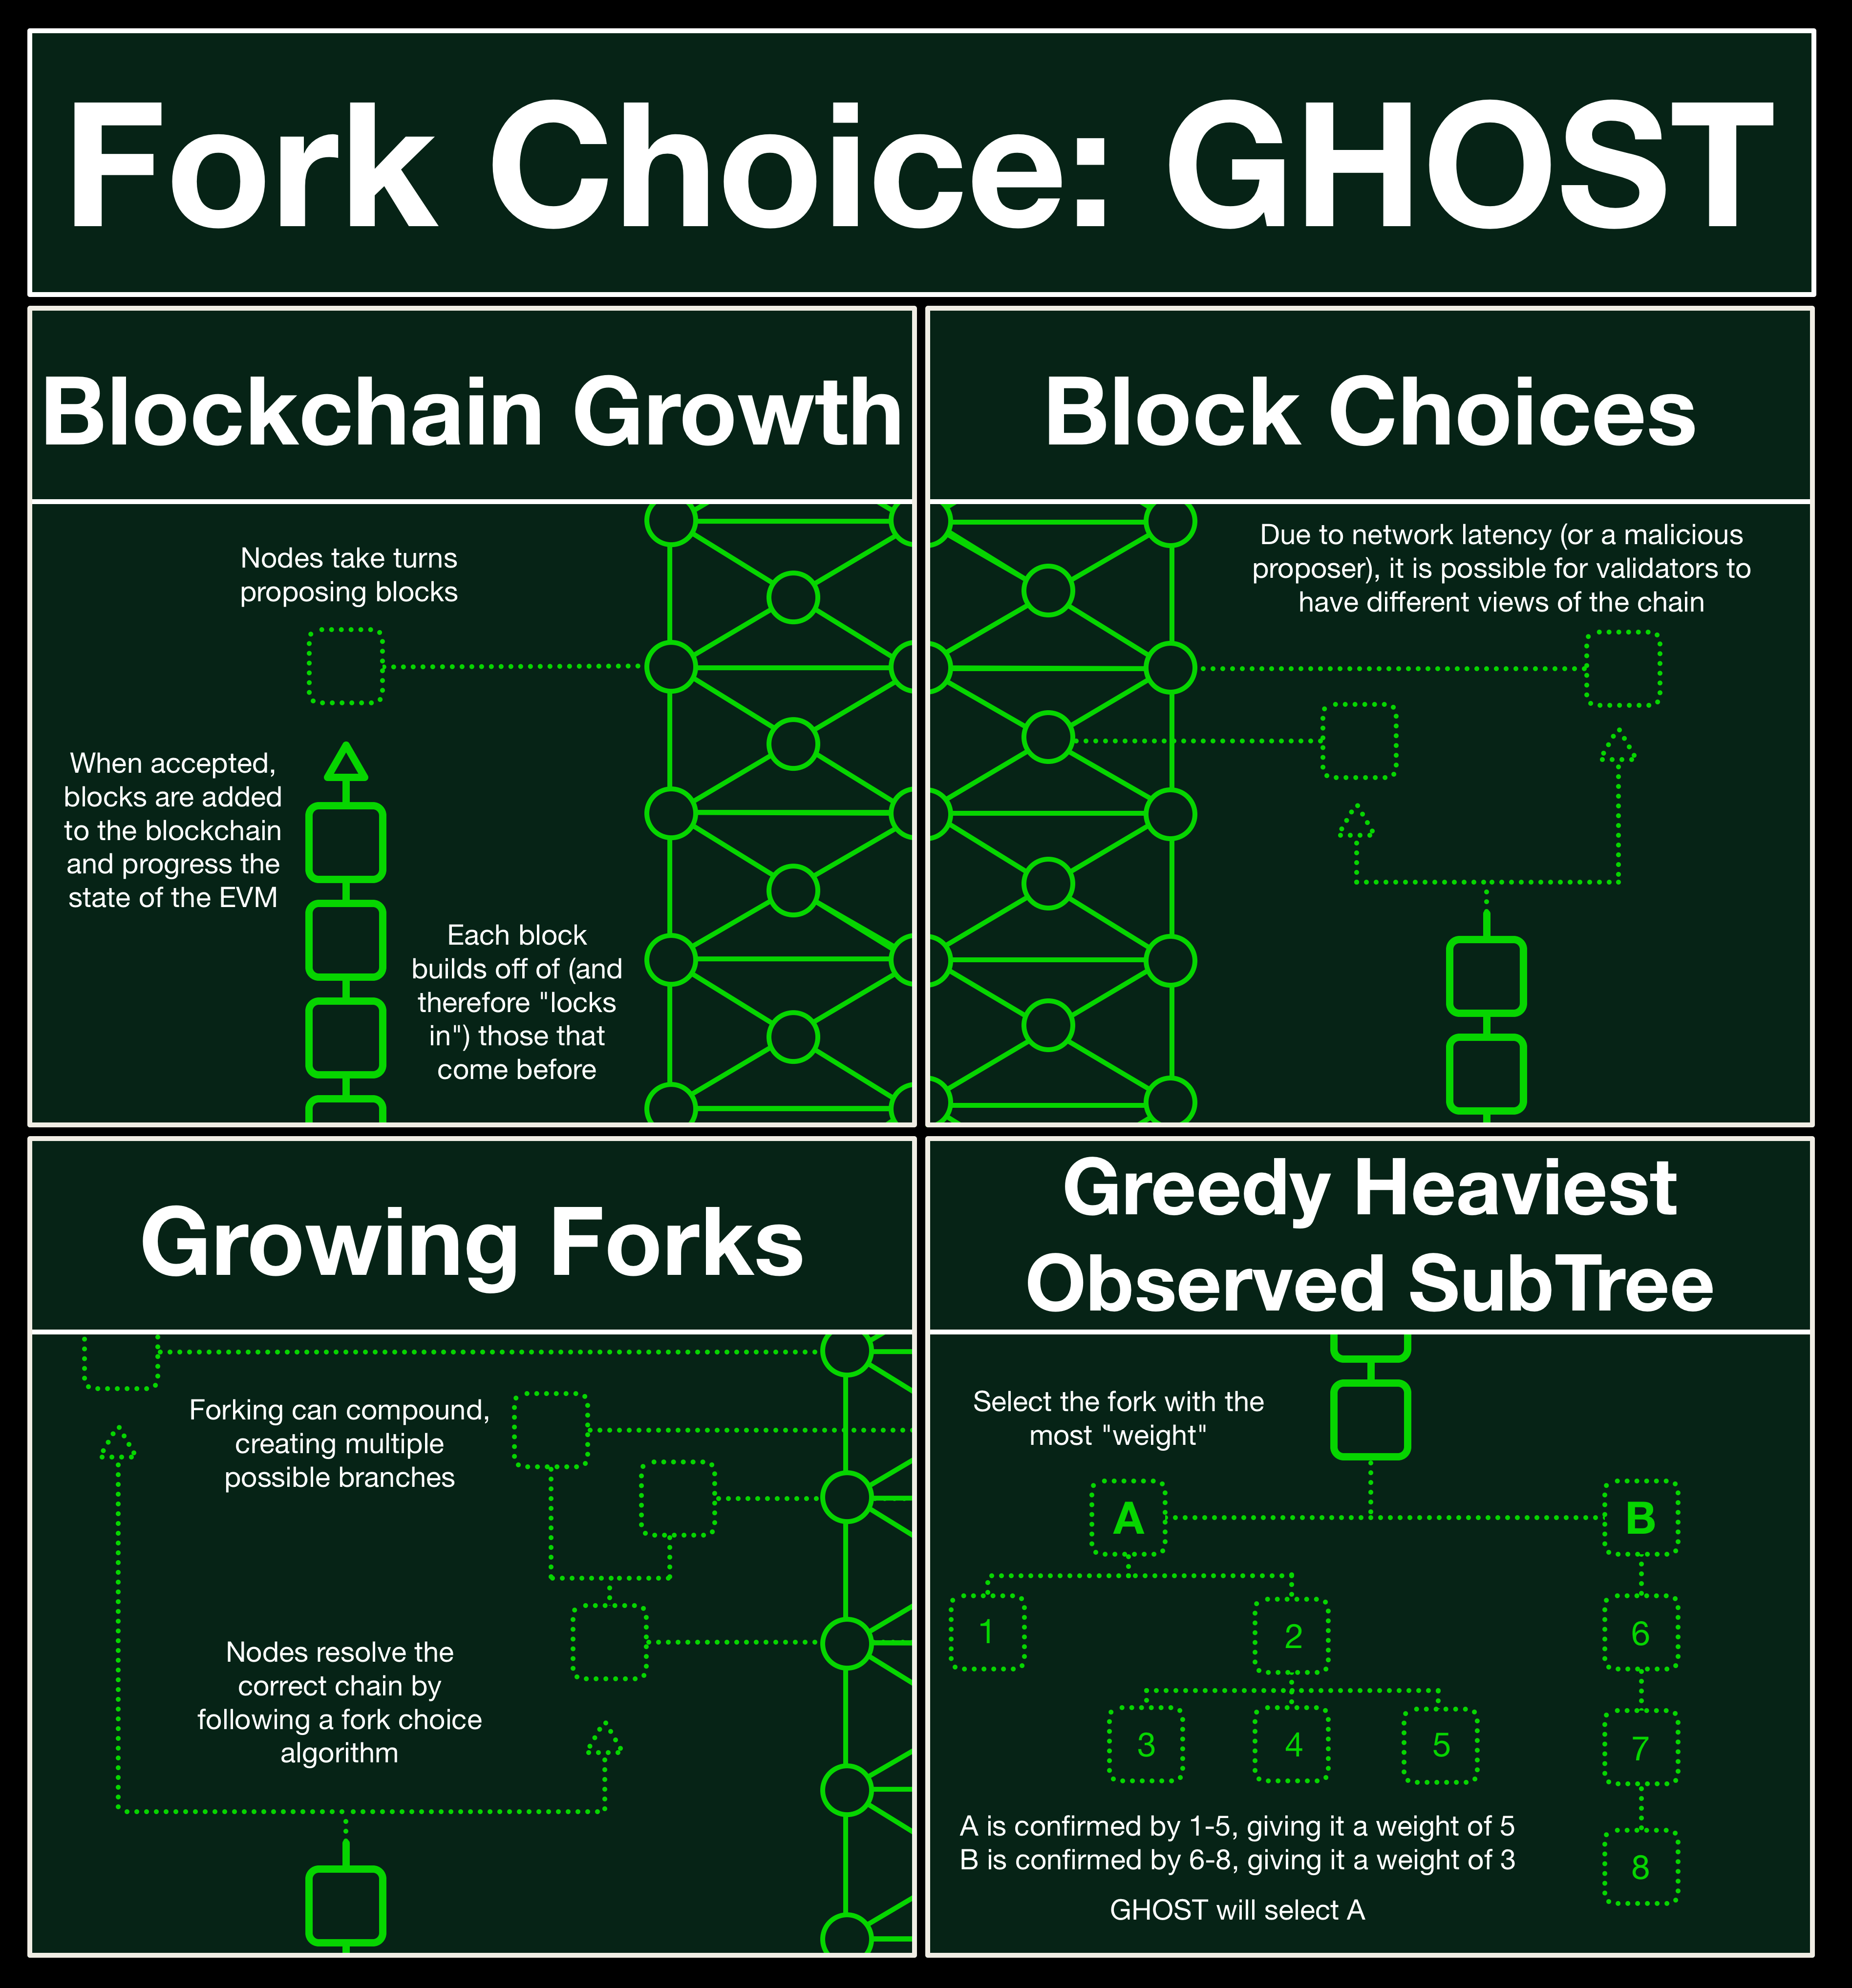 Fork Choice: GHOST
Blockchain Growth
Nodes take turns
proposing blocks
When accepted,
blocks are added
to the blockchain
and progress the
state of the EVM
Each block
builds off of (and
therefore "locks
in") those that
come before
Block Choices
Due to network latency (or a malicious
proposer), it is possible for validators to
have different views of the chain
Growing Forks
Forking can compound,
creating multiple
possible branches
Nodes resolve the
correct chain by
following a fork choice
algorithm
Greedy Heaviest
Observed SubTree
Select the fork with the
most "weight"
A
B
1
2
6
3
4
5
7
A is confirmed by 1-5, giving it a weight of 5
B is confirmed by 6-8, giving it a weight of 3
8
GHOST will select A